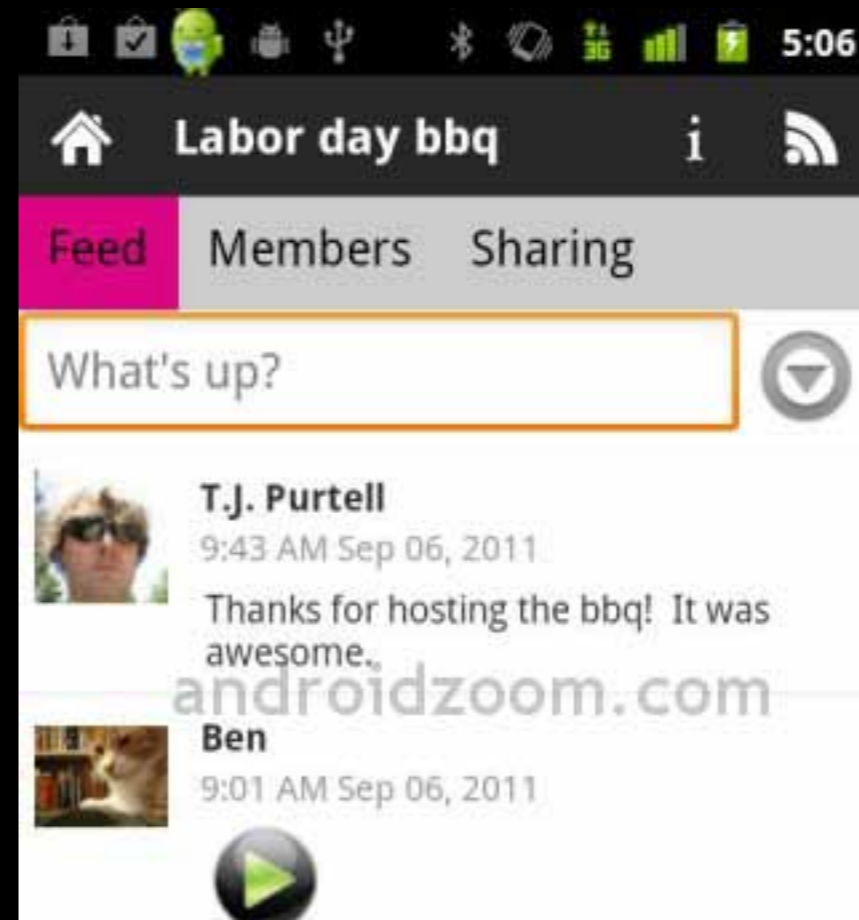 3G 5:06
Labor day bbq i
Feed Members Sharing
What's up?
T.J. Purtell
9:43 AM Sep 06, 2011
Thanks for hosting the bbq! It was
awesome.
androidzoom.com
Ben
9:01 AM Sep 06, 2011